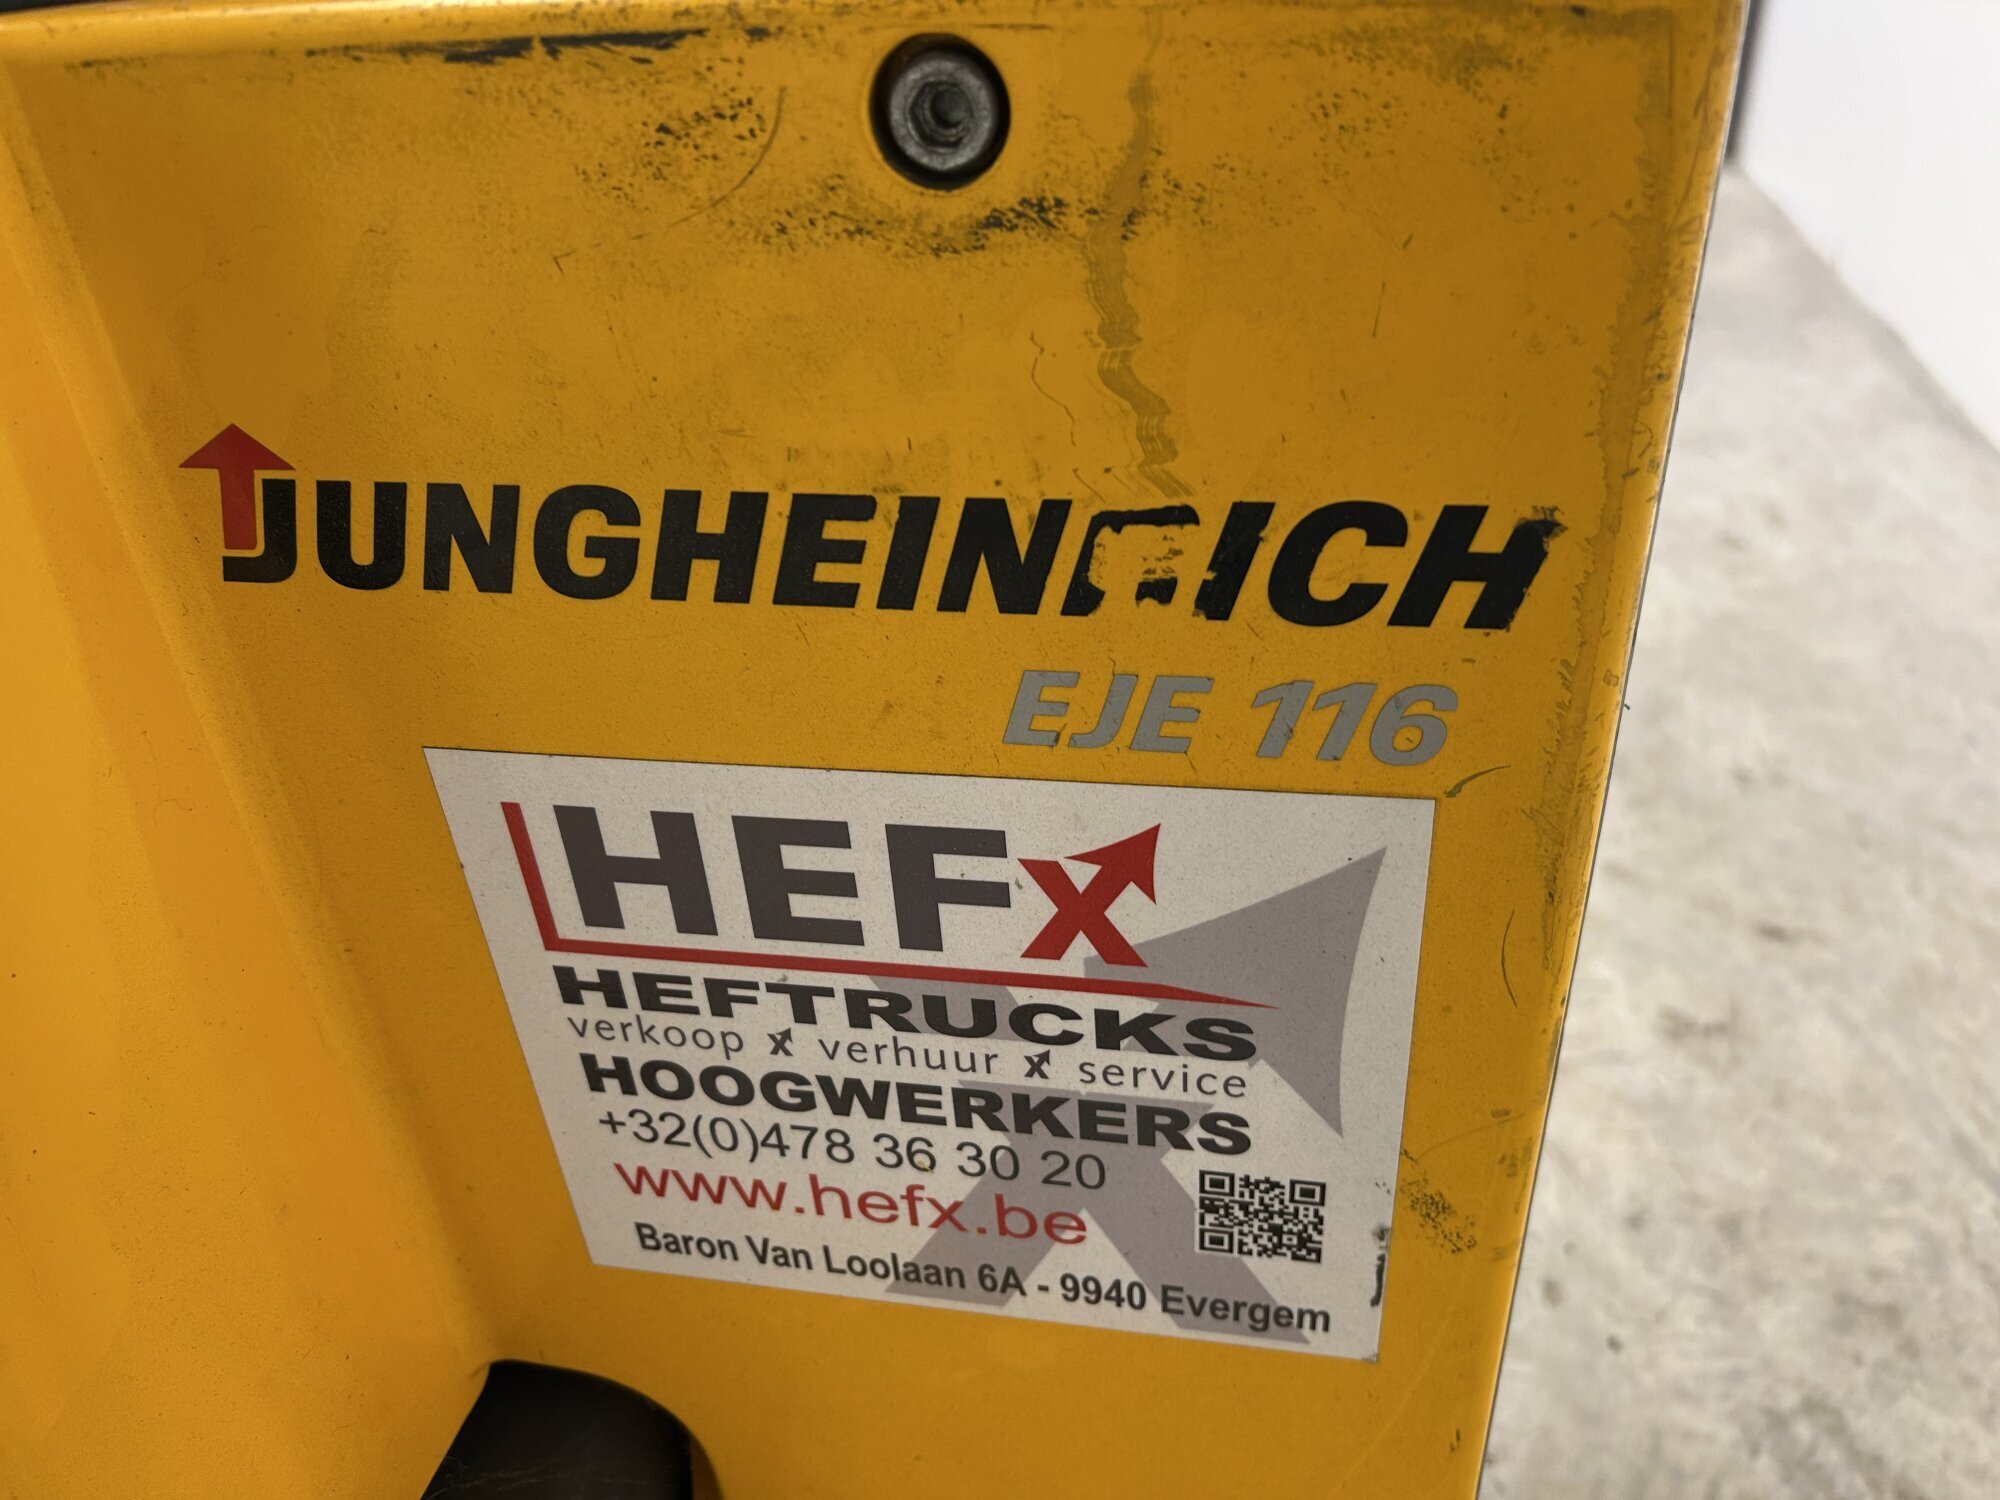 JUNGHEINRICH
EJE 116
HEFx
HEFTRUCKS
verkoop x verhuur x service
HOOGWERKERS
+32(0)478 36 30 20
www.hefx.be
Baron Van Loolaan 6A - 9940 Evergem